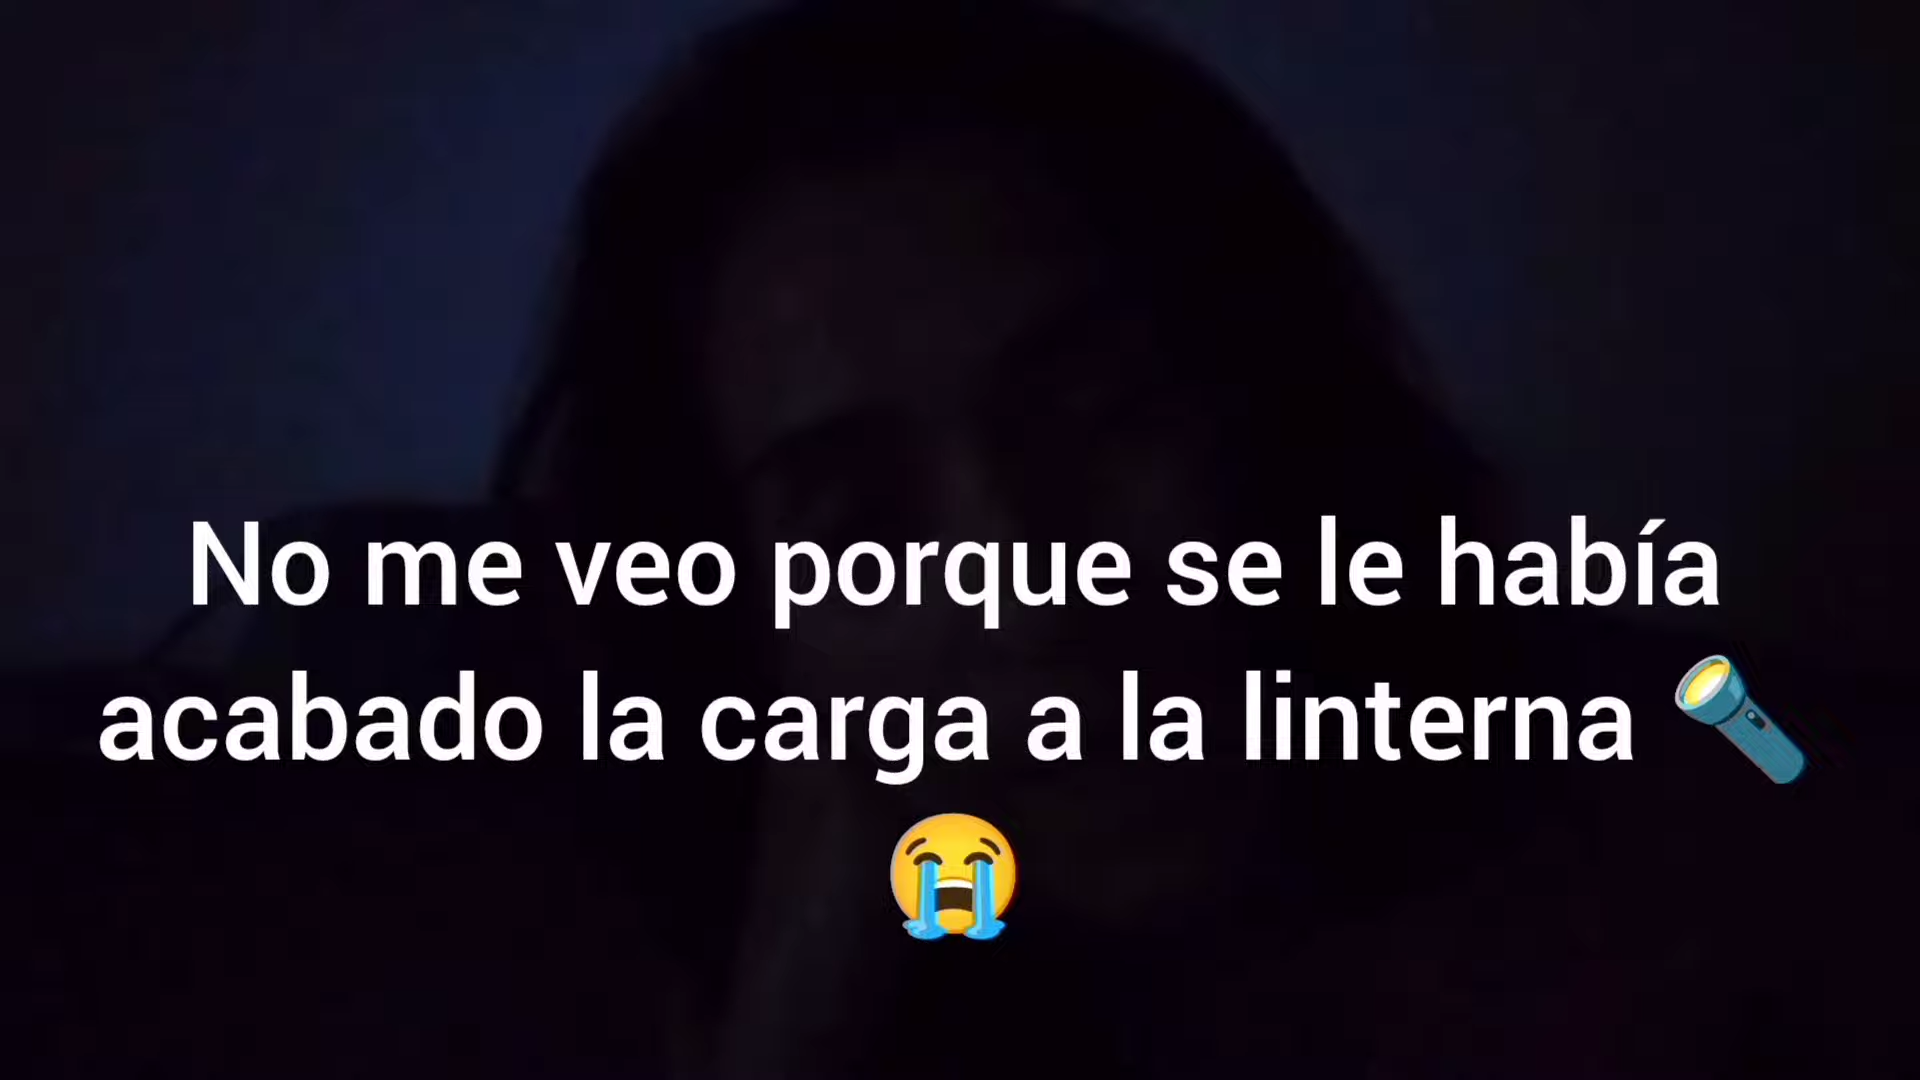 No me veo porque se le había
acabado la carga a la linterna 🔦
😭